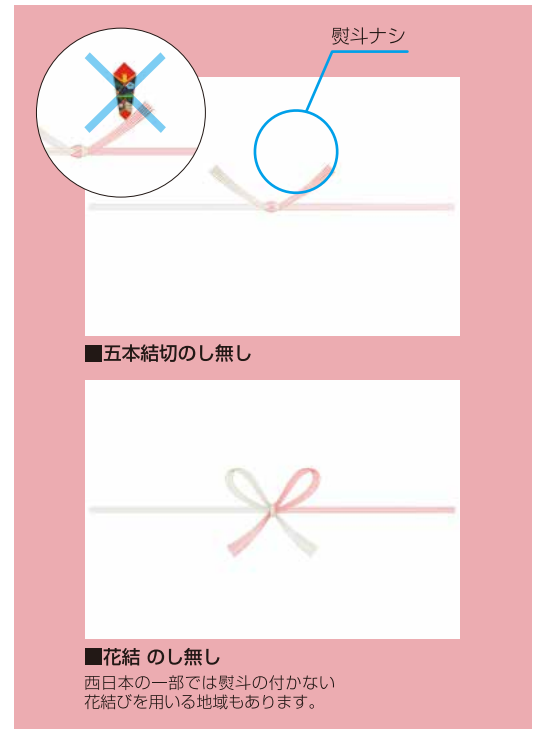 熨斗ナシ
■五本結切のし無し
■花結 のし無し
西日本の一部では熨斗の付かない
花結びを用いる地域もあります。